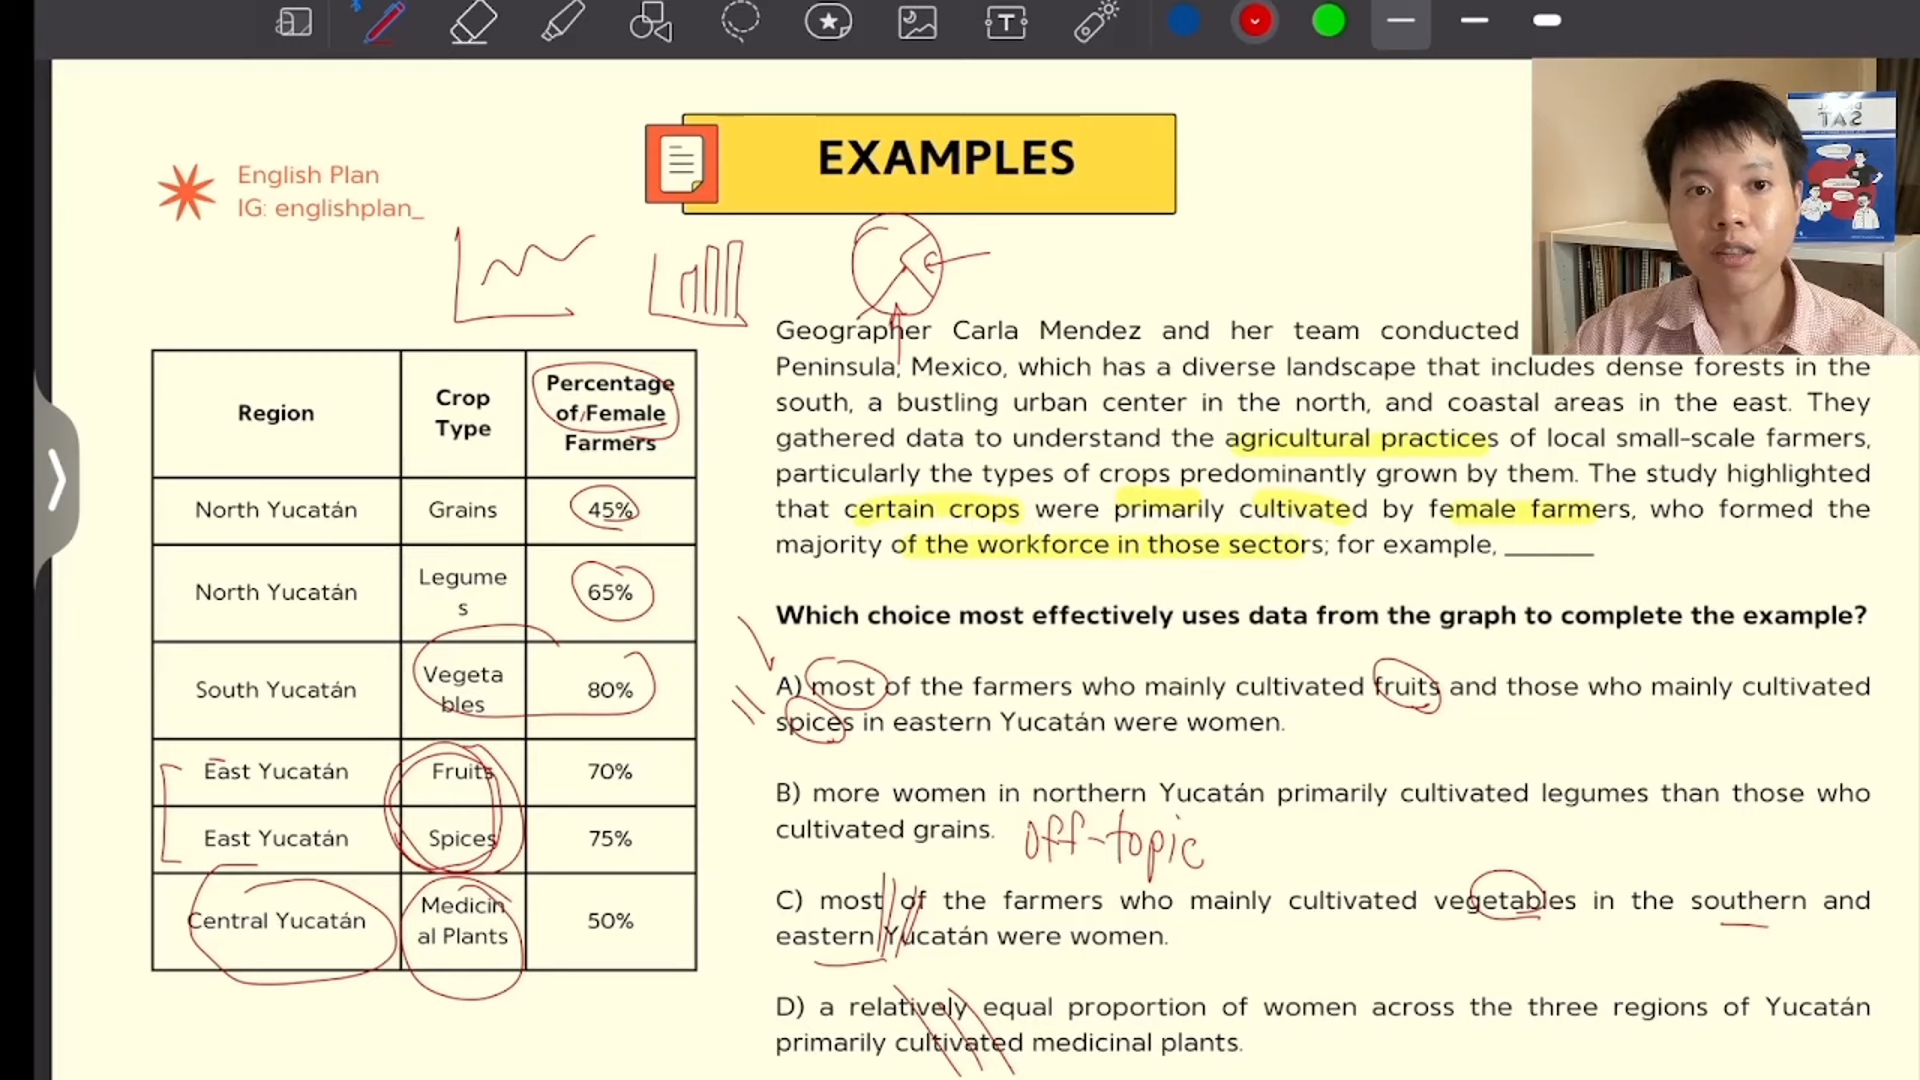 EXAMPLES
English Plan
IG: englishplan_
Region
Crop
Type
Percentage
of Female
Farmers
North Yucatán
Grains
45%
North Yucatán
Legume
s
65%
South Yucatán
Vegeta
bles
80%
East Yucatán
Fruits
70%
East Yucatán
Spices
75%
Central Yucatán
Medicin
al Plants
50%
Geographer Carla Mendez and her team conducted
Peninsula, Mexico, which has a diverse landscape that includes dense forests in the
south, a bustling urban center in the north, and coastal areas in the east. They
gathered data to understand the agricultural practices of local small-scale farmers,
particularly the types of crops predominantly grown by them. The study highlighted
that certain crops were primarily cultivated by female farmers, who formed the
majority of the workforce in those sectors; for example, ______
Which choice most effectively uses data from the graph to complete the example?
A) most of the farmers who mainly cultivated fruits and those who mainly cultivated
spices in eastern Yucatán were women.
B) more women in northern Yucatán primarily cultivated legumes than those who
cultivated grains.
off-topic
C) most of the farmers who mainly cultivated vegetables in the southern and
eastern Yucatán were women.
D) a relatively equal proportion of women across the three regions of Yucatán
primarily cultivated medicinal plants.
SAT